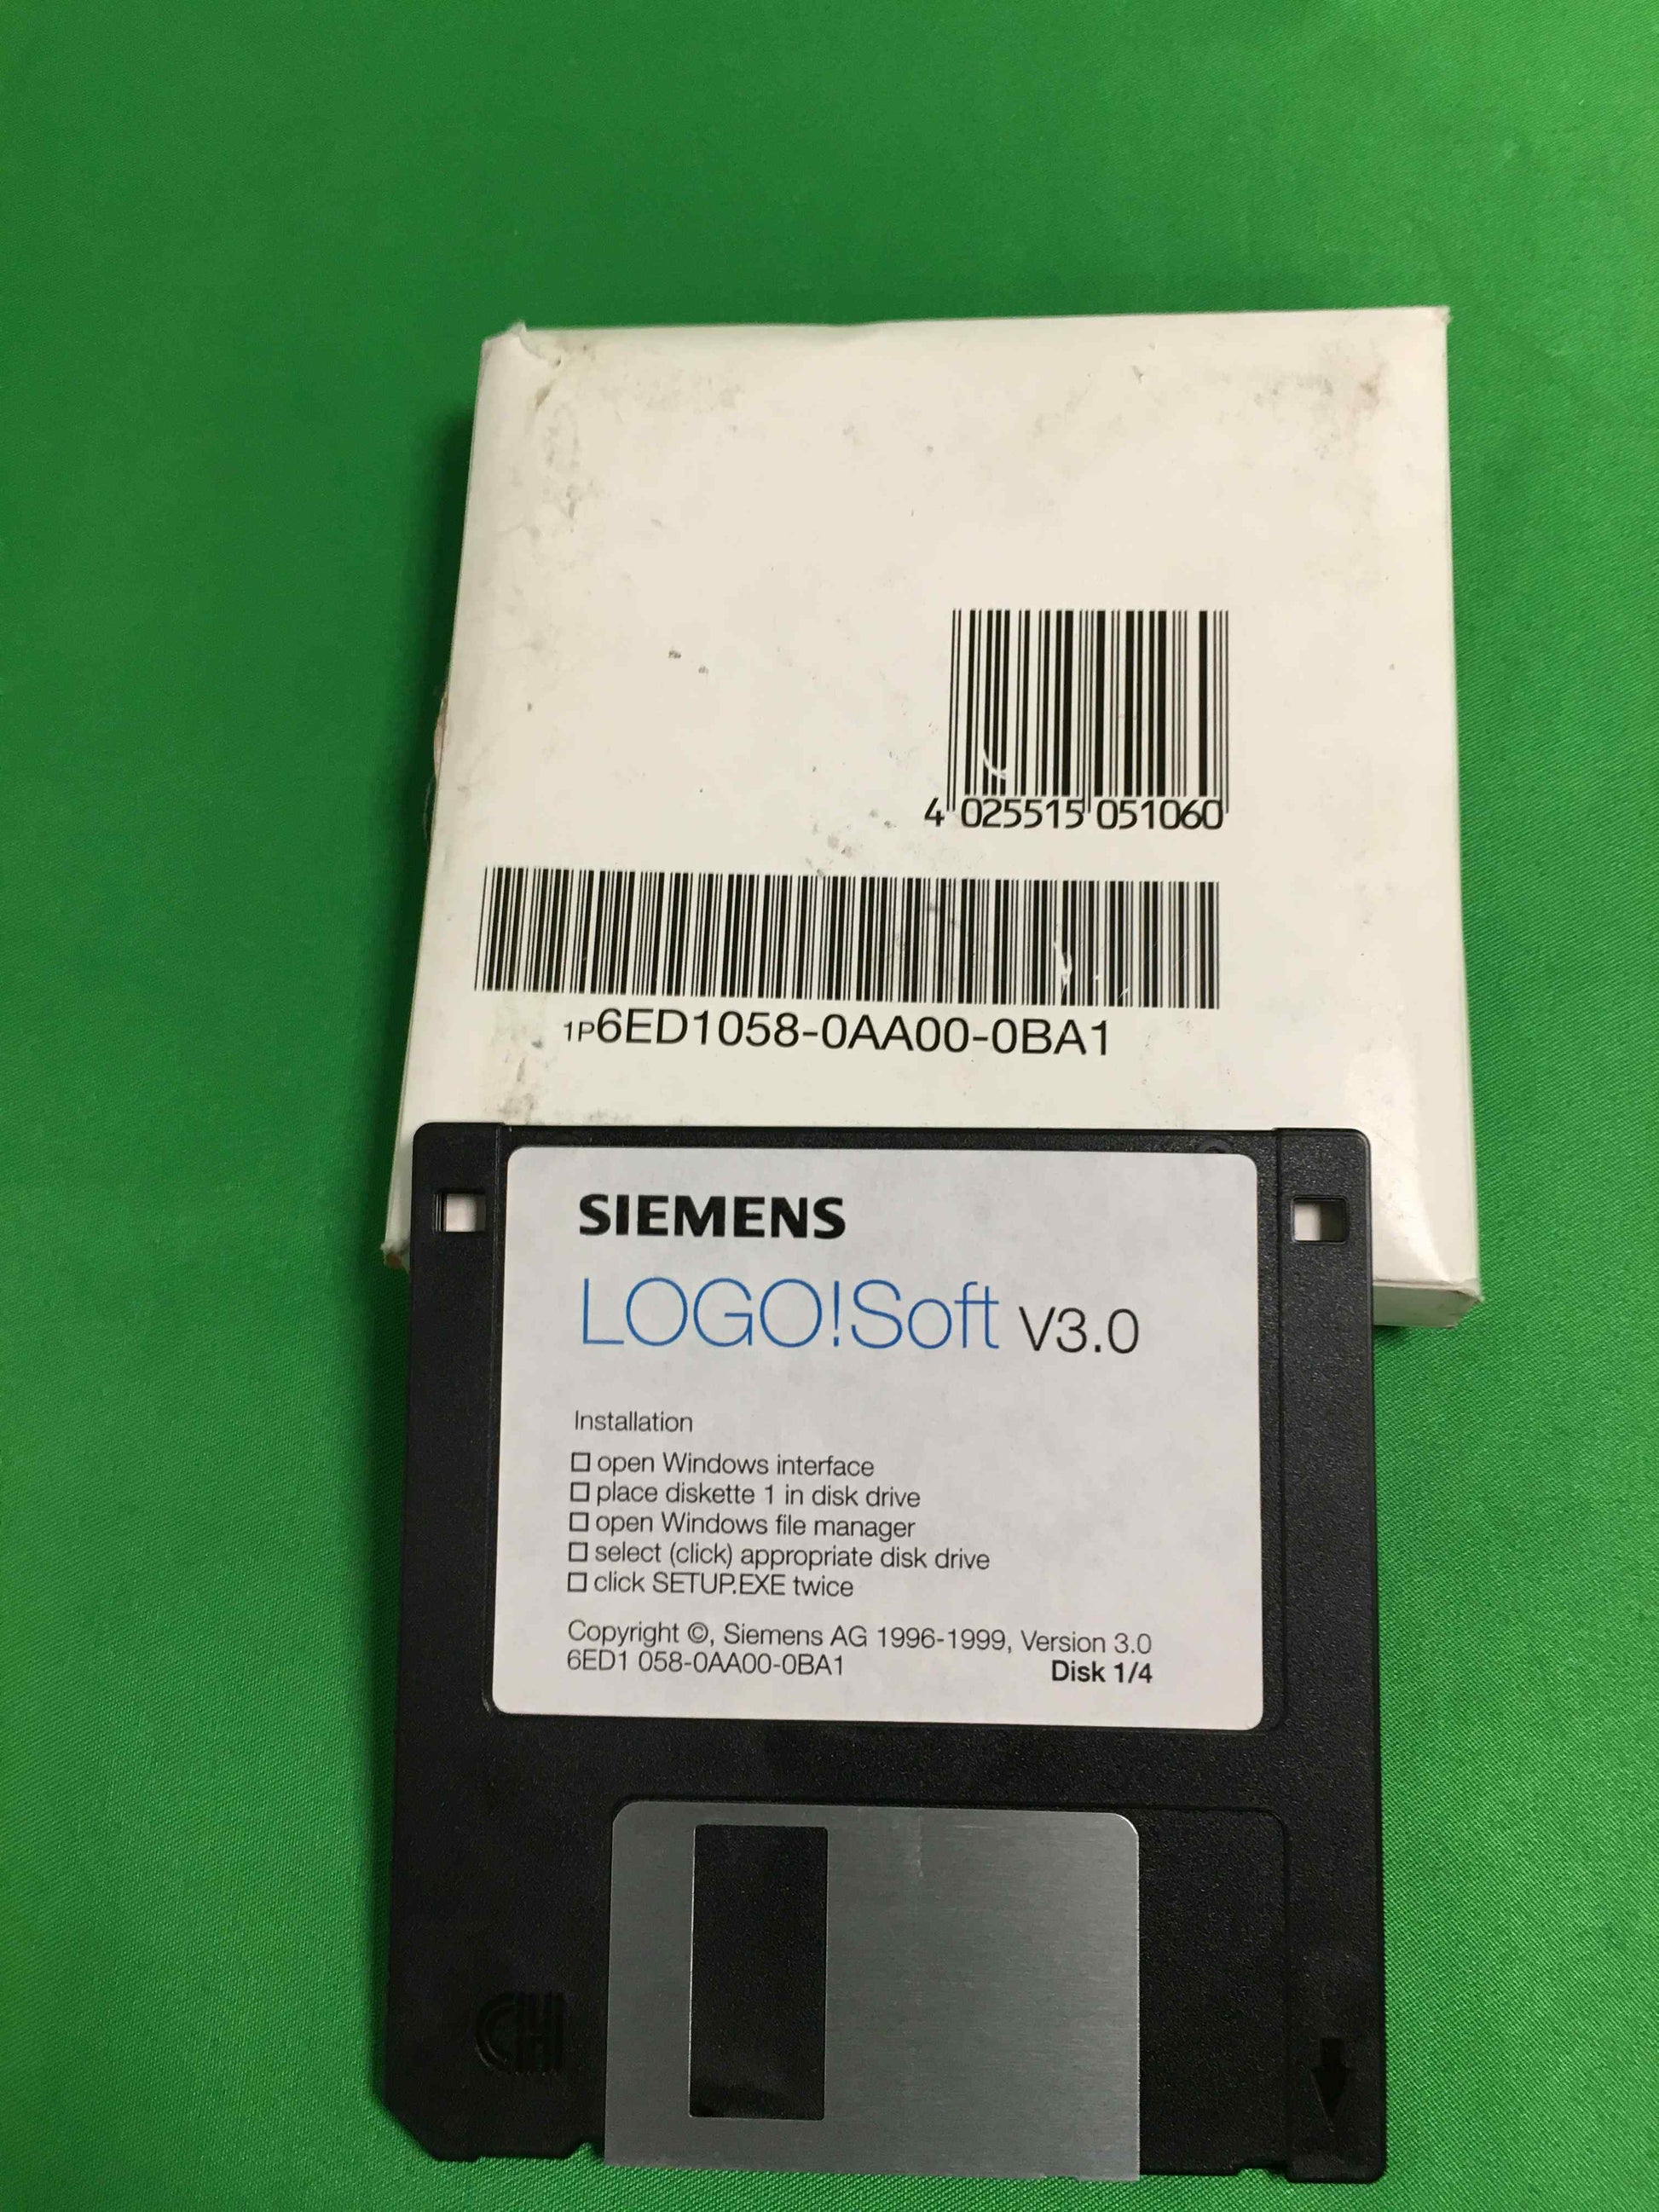 4 025515 051060
1P6ED1058-0AA00-0BA1
SIEMENS
LOGO!Soft V3.0
Installation
☐ open Windows interface
☐ place diskette 1 in disk drive
☐ open Windows file manager
☐ select (click) appropriate disk drive
☐ click SETUP.EXE twice
Copyright ©, Siemens AG 1996-1999, Version 3.0
6ED1 058-0AA00-0BA1 Disk 1/4
CH